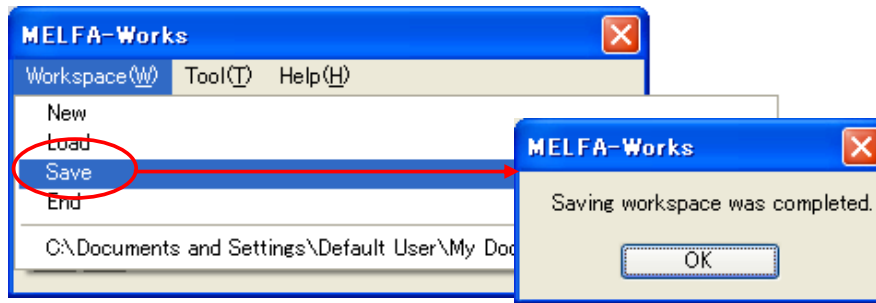 MELFA-Works
Workspace(W) Tool(T) Help(H)
New
Load
Save
End
C:\Documents and Settings\Default User\My Doc
MELFA-Works
Saving workspace was completed.
OK